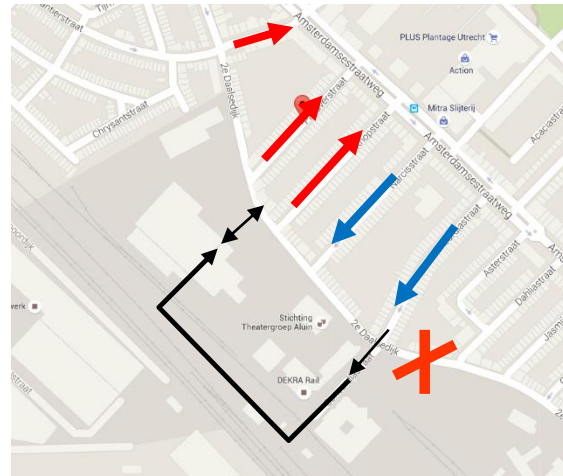 PLUS Plantage Utrecht
Action
Mitra Slijterij
Amsterdamsestraatweg
2e Daalsedijk
Chrysantstraat
Amsterdamsestraatweg
Acaciastraat
Narcisstraat
Asterstraat
Dahliastraat
Stichting
Theatergroep Aluin
2e Daalsedijk
DEKRA Rail